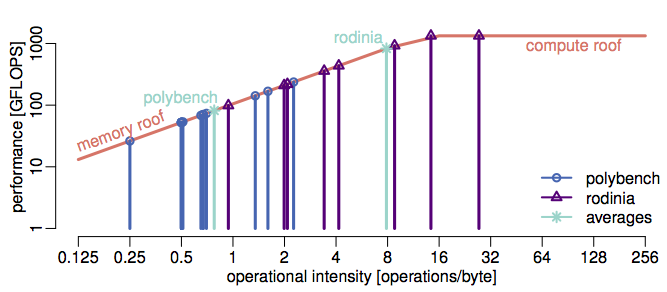 performance [GFLOPS]
1 10 100 1000
memory roof
polybench
rodinia
compute roof
polybench
rodinia
averages
0.125 0.25 0.5 1 2 4 8 16 32 64 128 256
operational intensity [operations/byte]